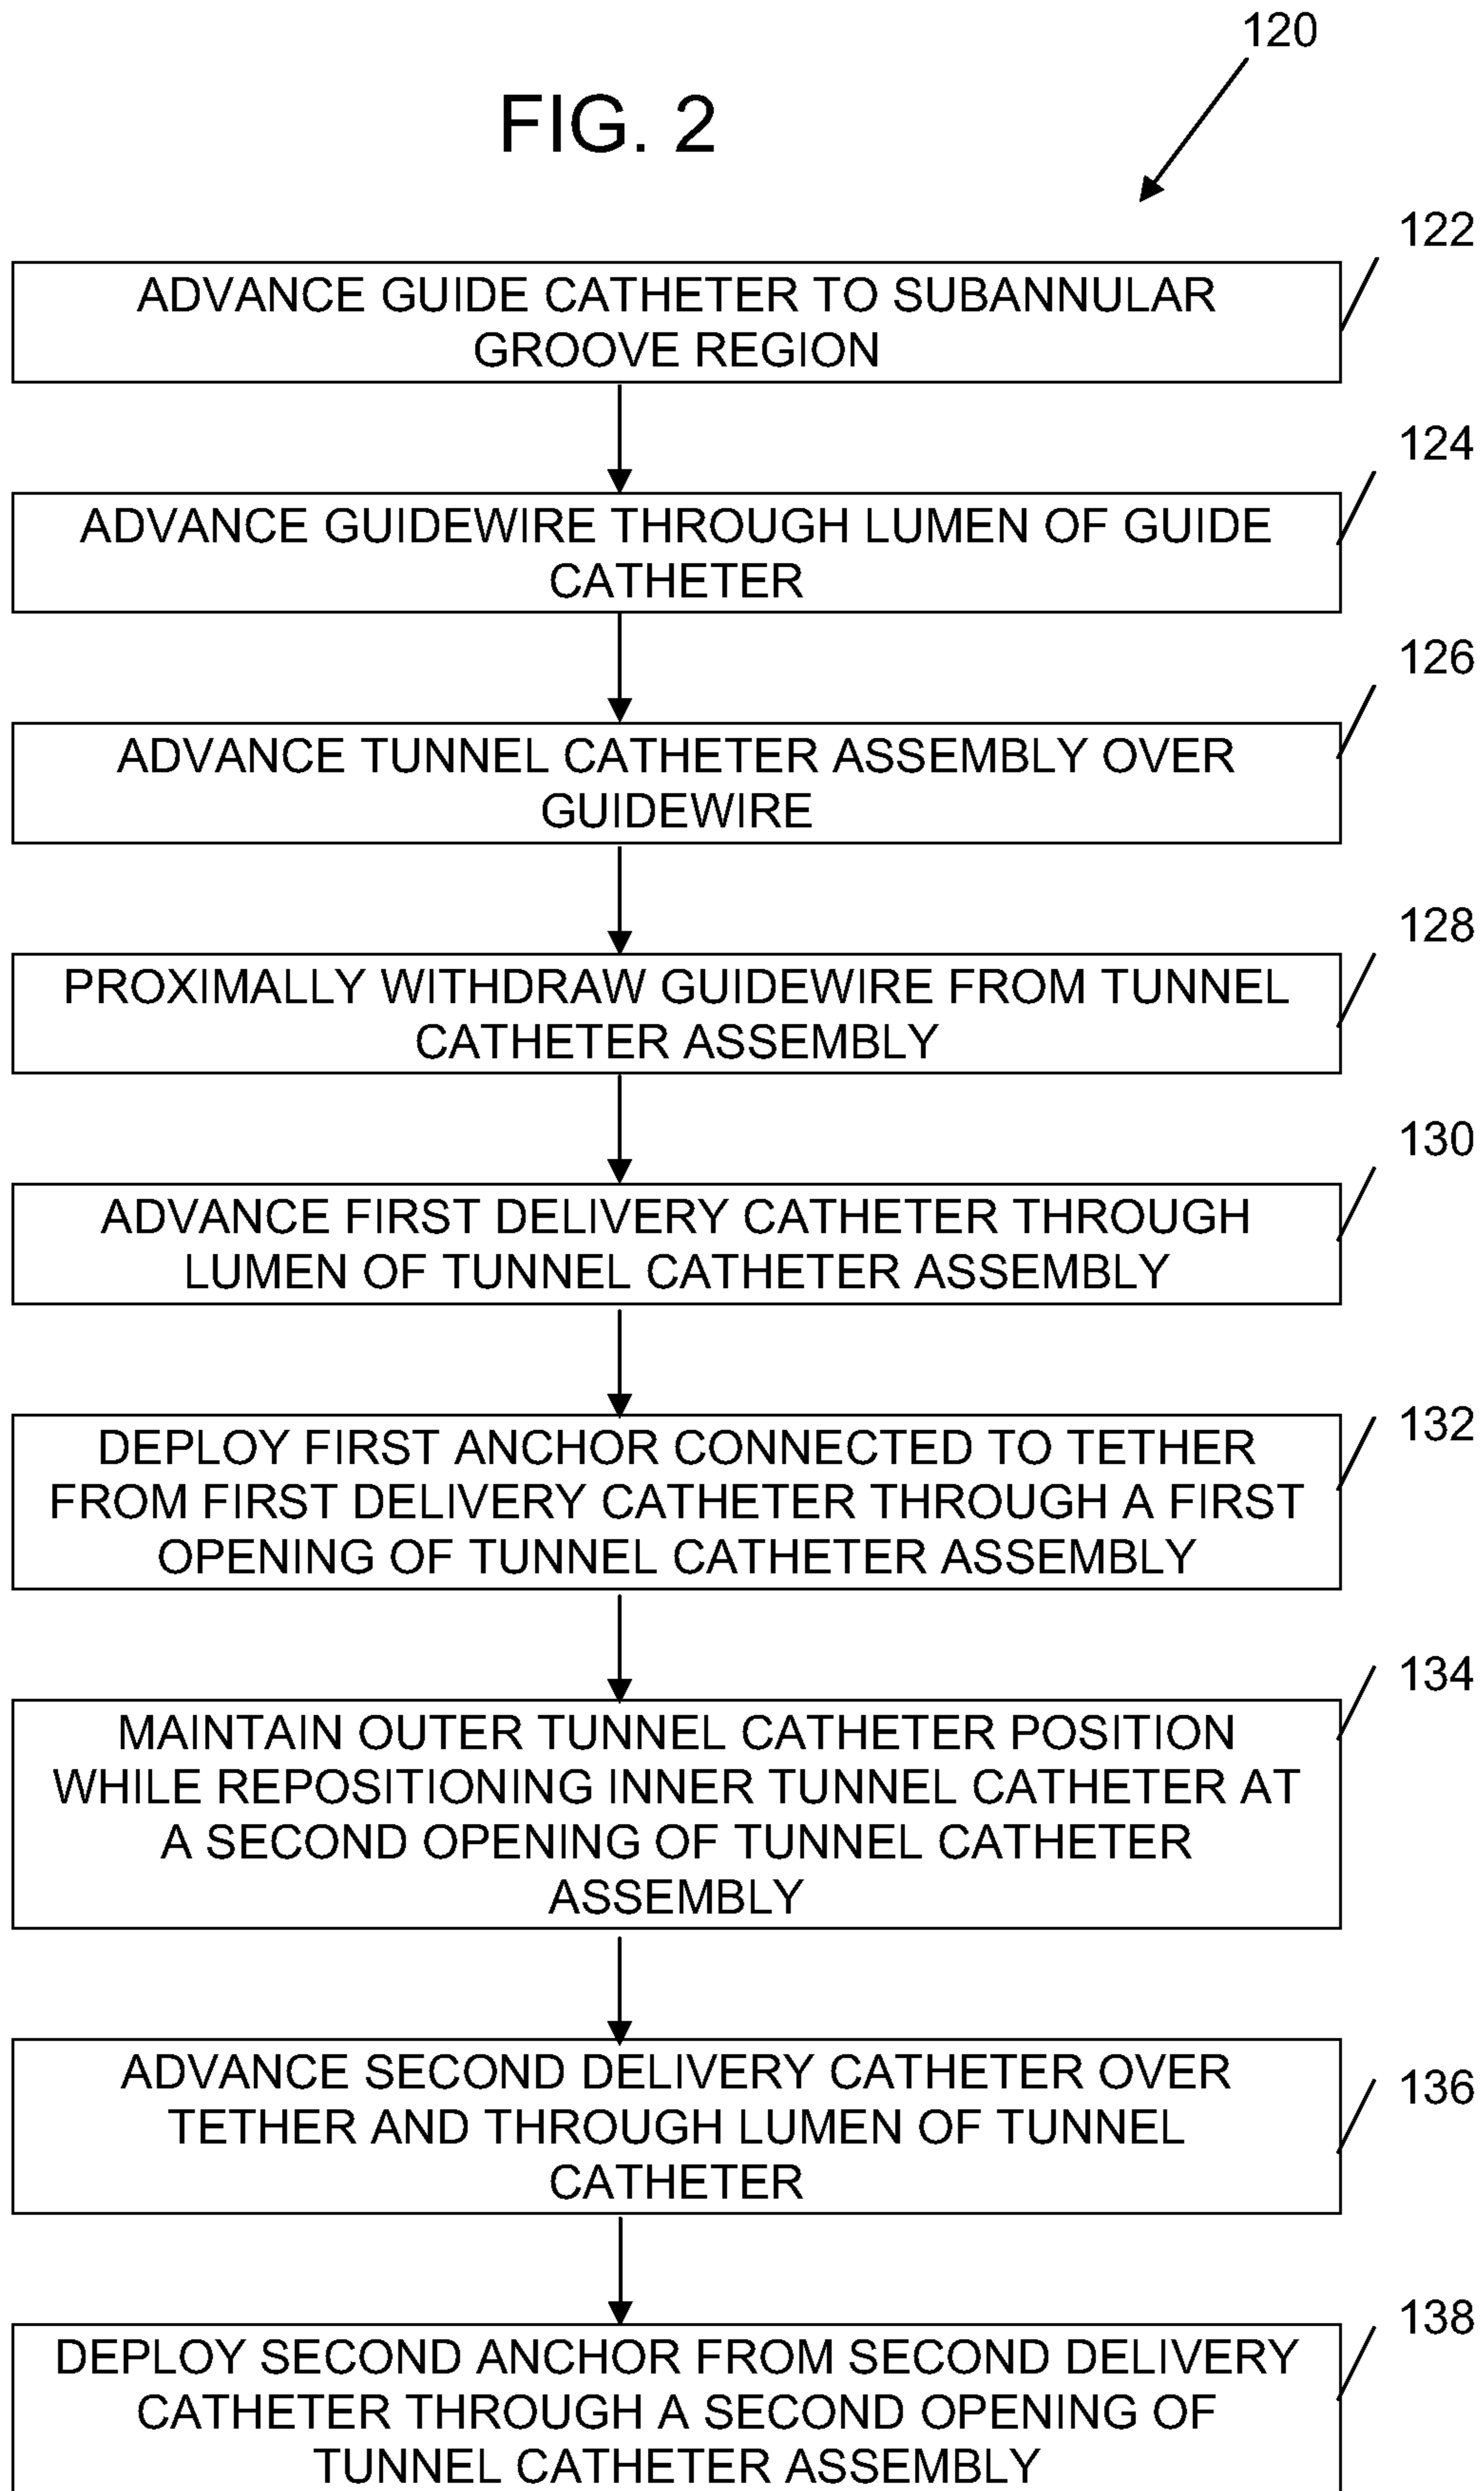 120
FIG. 2
122
ADVANCE GUIDE CATHETER TO SUBANNULAR
GROOVE REGION
124
ADVANCE GUIDEWIRE THROUGH LUMEN OF GUIDE
CATHETER
126
ADVANCE TUNNEL CATHETER ASSEMBLY OVER
GUIDEWIRE
128
PROXIMALLY WITHDRAW GUIDEWIRE FROM TUNNEL
CATHETER ASSEMBLY
130
ADVANCE FIRST DELIVERY CATHETER THROUGH
LUMEN OF TUNNEL CATHETER ASSEMBLY
132
DEPLOY FIRST ANCHOR CONNECTED TO TETHER
FROM FIRST DELIVERY CATHETER THROUGH A FIRST
OPENING OF TUNNEL CATHETER ASSEMBLY
134
MAINTAIN OUTER TUNNEL CATHETER POSITION
WHILE REPOSITIONING INNER TUNNEL CATHETER AT
A SECOND OPENING OF TUNNEL CATHETER
ASSEMBLY
136
ADVANCE SECOND DELIVERY CATHETER OVER
TETHER AND THROUGH LUMEN OF TUNNEL
CATHETER
138
DEPLOY SECOND ANCHOR FROM SECOND DELIVERY
CATHETER THROUGH A SECOND OPENING OF
TUNNEL CATHETER ASSEMBLY